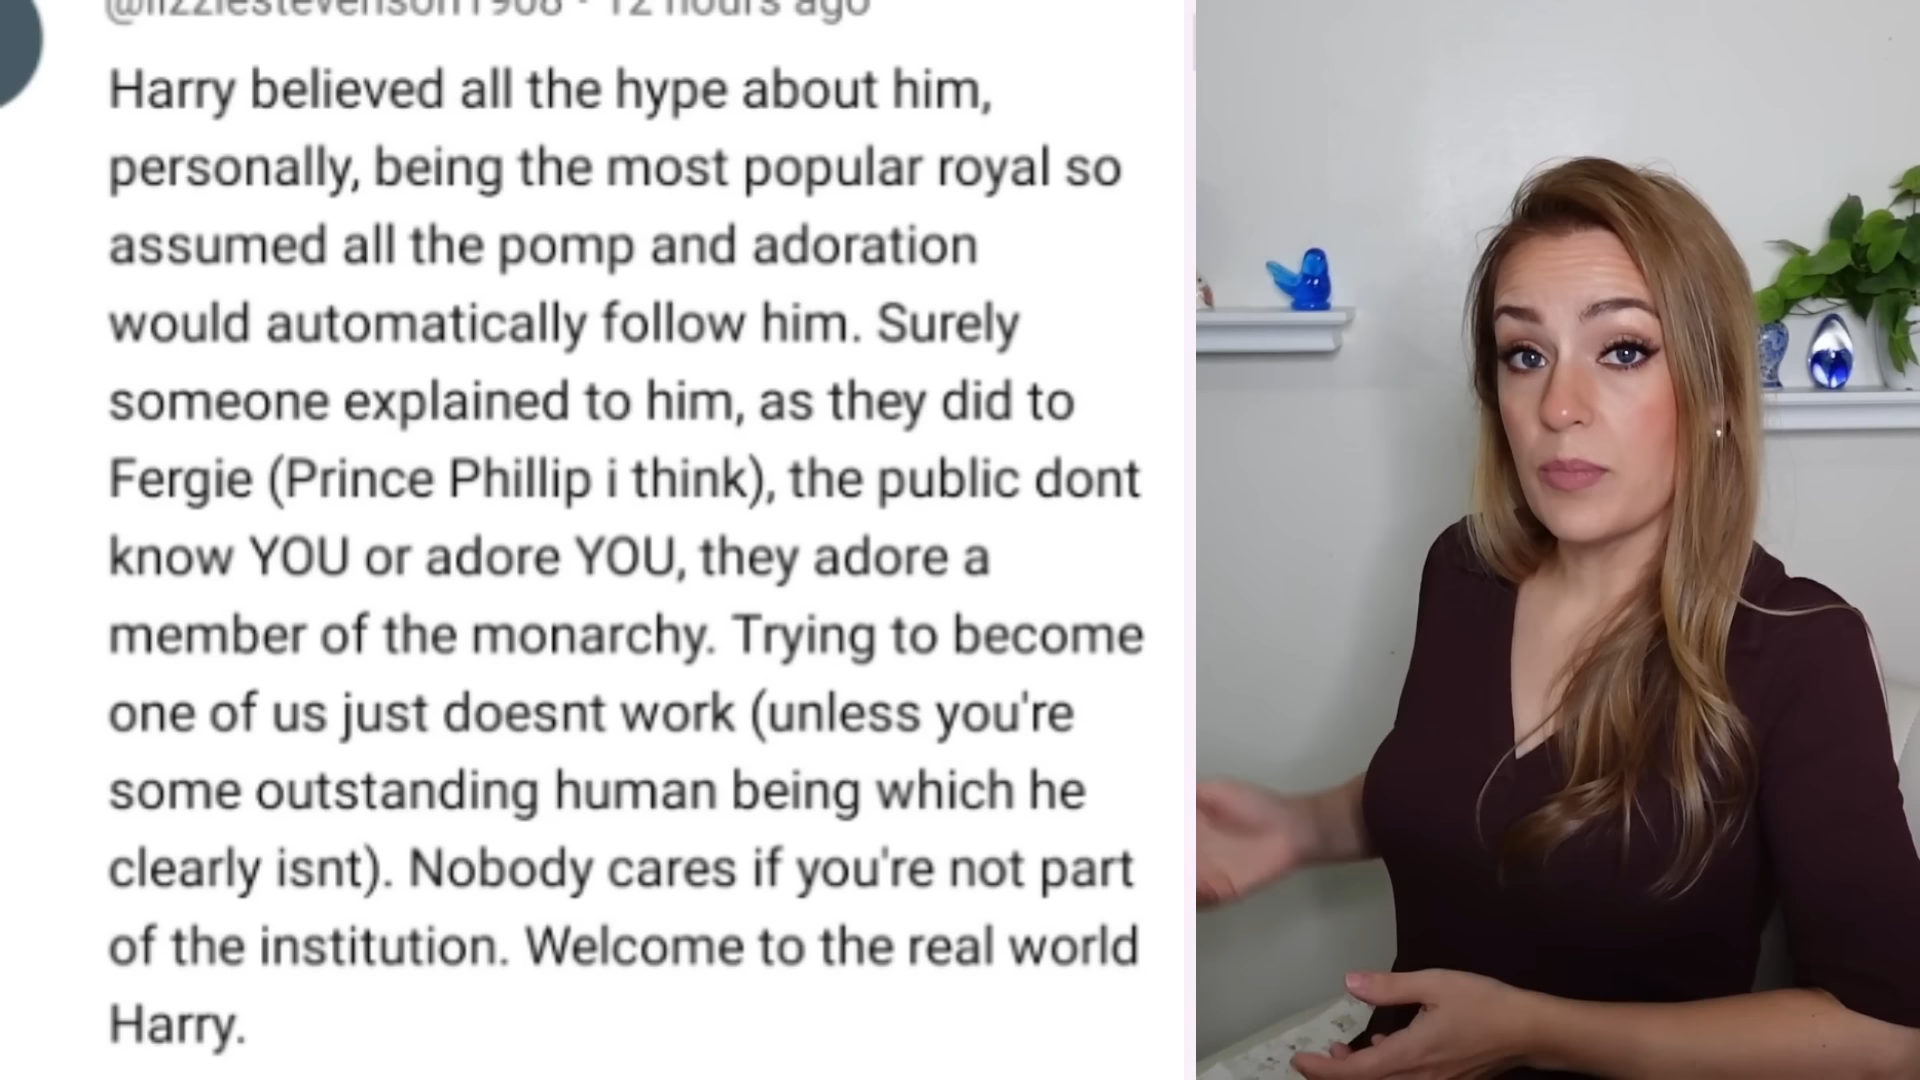 @lizziestevenson1908 · 12 hours ago
Harry believed all the hype about him,
personally, being the most popular royal so
assumed all the pomp and adoration
would automatically follow him. Surely
someone explained to him, as they did to
Fergie (Prince Phillip i think), the public dont
know YOU or adore YOU, they adore a
member of the monarchy. Trying to become
one of us just doesnt work (unless you're
some outstanding human being which he
clearly isnt). Nobody cares if you're not part
of the institution. Welcome to the real world
Harry.